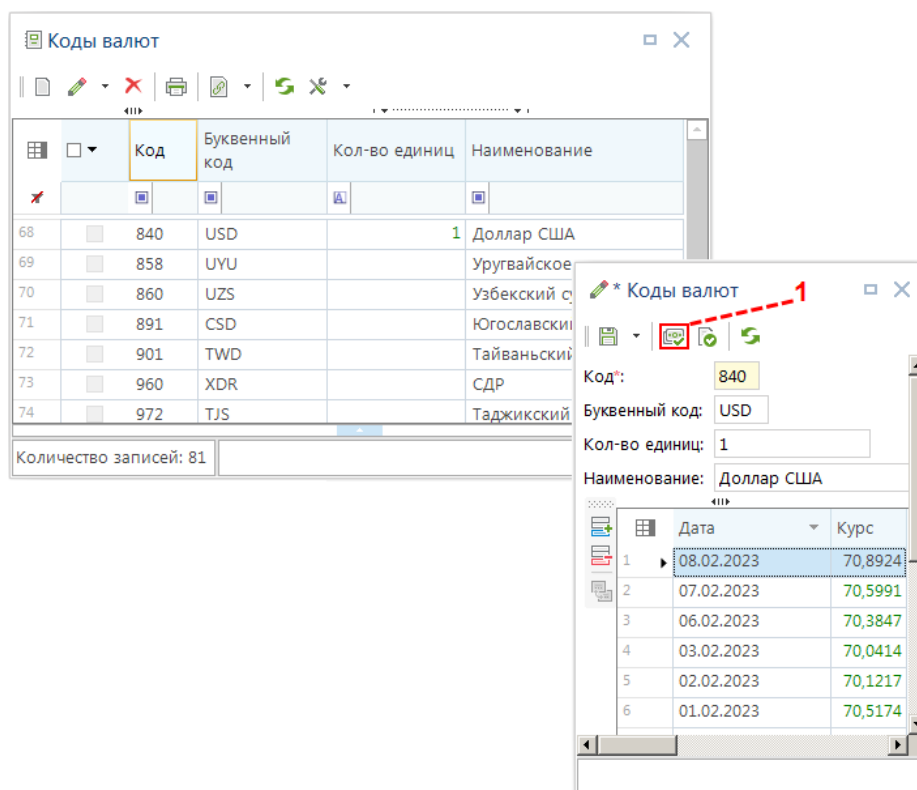 Коды валют
Код Буквенный код Кол-во единиц Наименование
68 840 USD 1 Доллар США
69 858 UYU Уругвайское
70 860 UZS Узбекский
71 891 CSD
72 901 TWD
73 960 XDR СДР
74 972 TJS Таджикский
Количество записей: 81
* Коды валют
1
Код*: 840
Буквенный код: USD
Кол-во единиц: 1
Наименование: Доллар США
Дата Курс
1 08.02.2023 70,8924
2 07.02.2023 70,5991
3 06.02.2023 70,3847
4 03.02.2023 70,0414
5 02.02.2023 70,1217
6 01.02.2023 70,5174